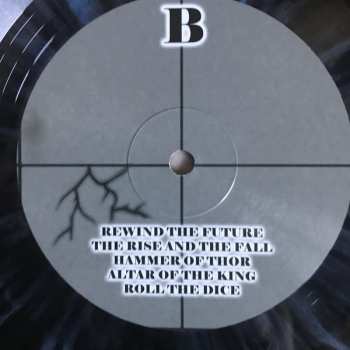 B
REWIND THE FUTURE
THE RISE AND THE FALL
HAMMER OF THOR
ALTAR OF THE KING
ROLL THE DICE